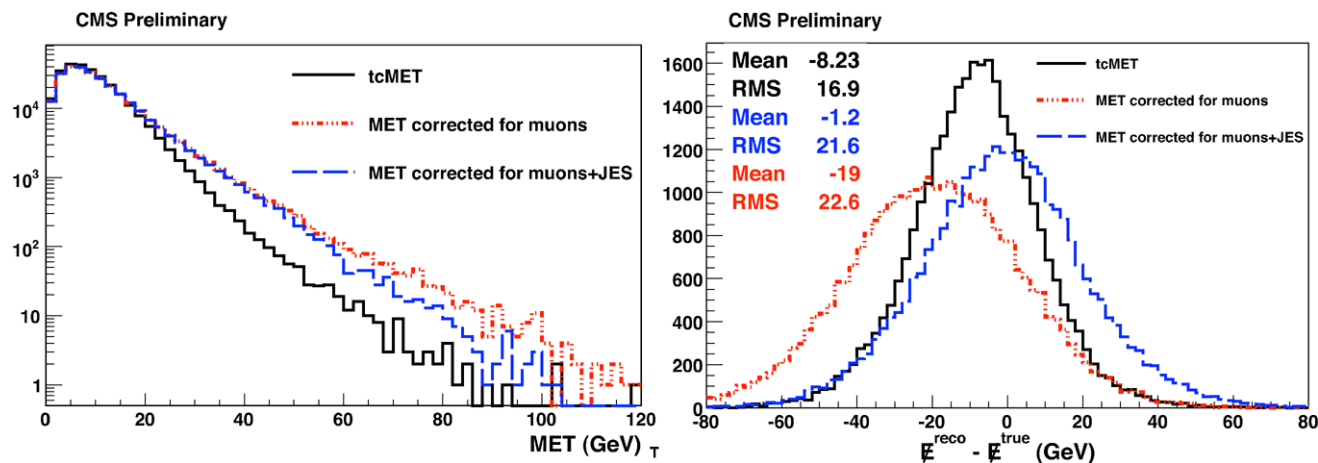 CMS Preliminary
10⁴
10³
10²
10
1
tcMET
MET corrected for muons
MET corrected for muons+JES
0 20 40 60 80 100 120
MET (GeV) T
CMS Preliminary
1600
1400
1200
1000
800
600
400
200
0
Mean -8.23
RMS 16.9
Mean -1.2
RMS 21.6
Mean -19
RMS 22.6
tcMET
MET corrected for muons
MET corrected for muons+JES
-80 -60 -40 -20 0 20 40 60 80
E̸^reco - E̸^true (GeV)